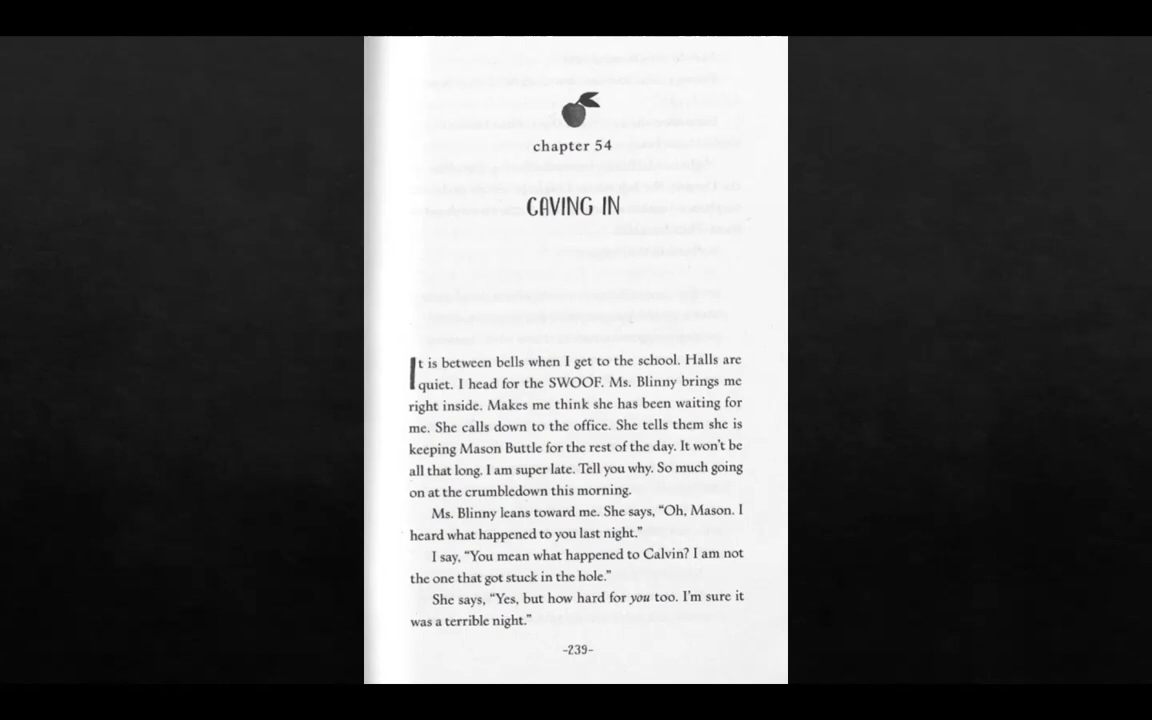 chapter 54
CAVING IN
It is between bells when I get to the school. Halls are
quiet. I head for the SWOOF. Ms. Blinny brings me
right inside. Makes me think she has been waiting for
me. She calls down to the office. She tells them she is
keeping Mason Buttle for the rest of the day. It won't be
all that long. I am super late. Tell you why. So much going
on at the crumbledown this morning.
Ms. Blinny leans toward me. She says, “Oh, Mason. I
heard what happened to you last night.”
I say, “You mean what happened to Calvin? I am not
the one that got stuck in the hole.”
She says, “Yes, but how hard for you too. I'm sure it
was a terrible night.”
-239-